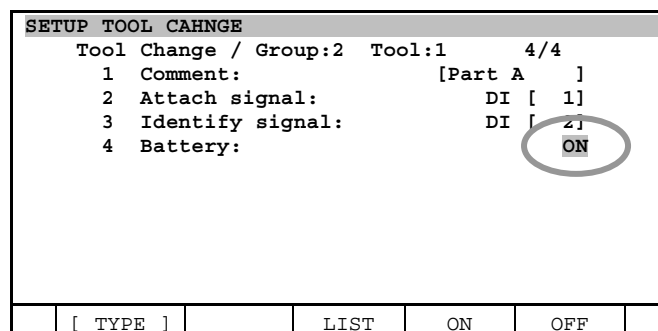 SETUP TOOL CAHNGE
Tool Change / Group:2 Tool:1 4/4
1 Comment: [Part A ]
2 Attach signal: DI [ 1]
3 Identify signal: DI [ 2]
4 Battery: ON
[ TYPE ] LIST ON OFF